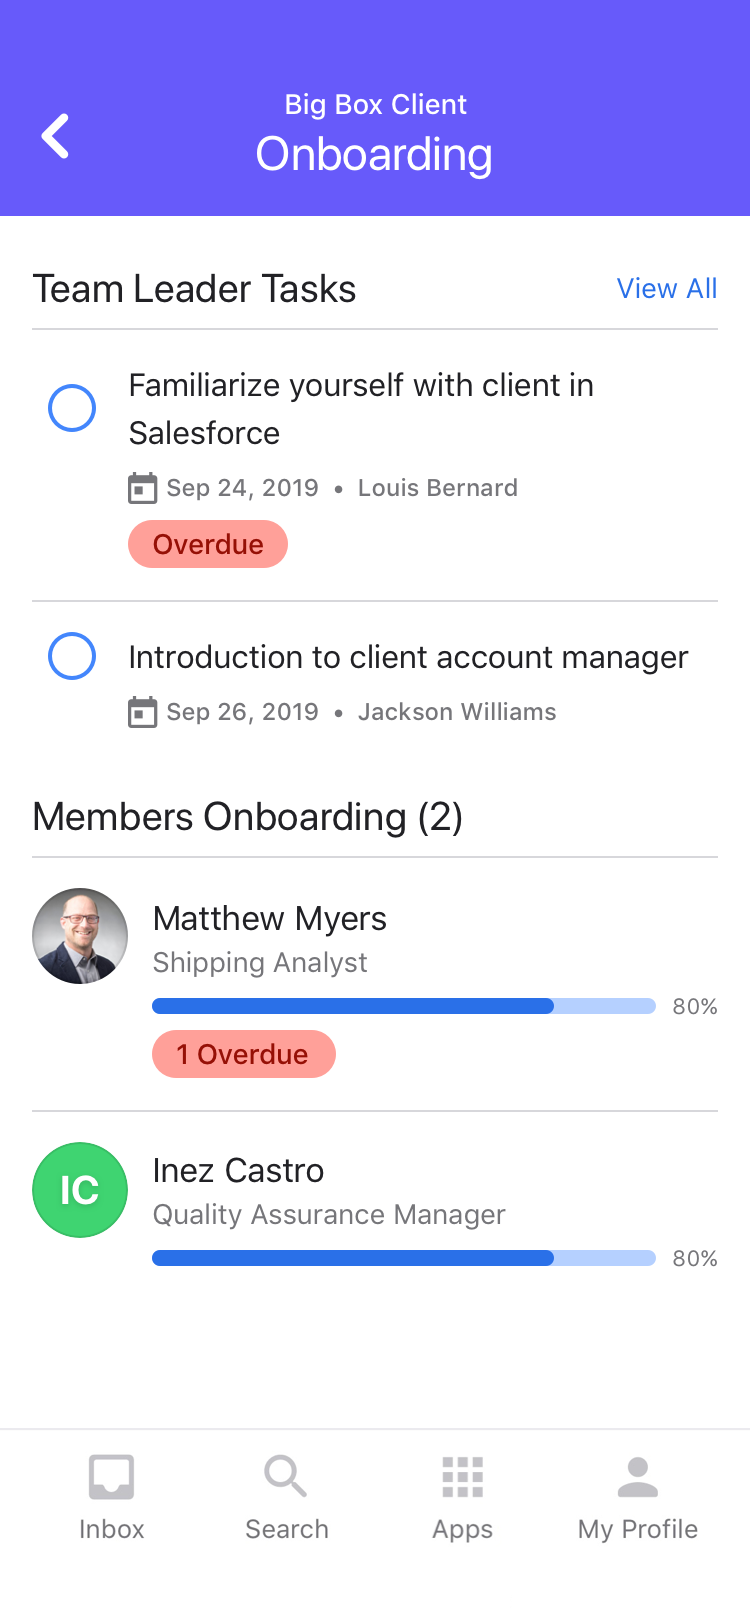 Big Box Client
Onboarding
Team Leader Tasks
View All
Familiarize yourself with client in
Salesforce
Sep 24, 2019 • Louis Bernard
Overdue
Introduction to client account manager
Sep 26, 2019 • Jackson Williams
Members Onboarding (2)
Matthew Myers
Shipping Analyst
80%
1 Overdue
IC
Inez Castro
Quality Assurance Manager
80%
Inbox
Search
Apps
My Profile